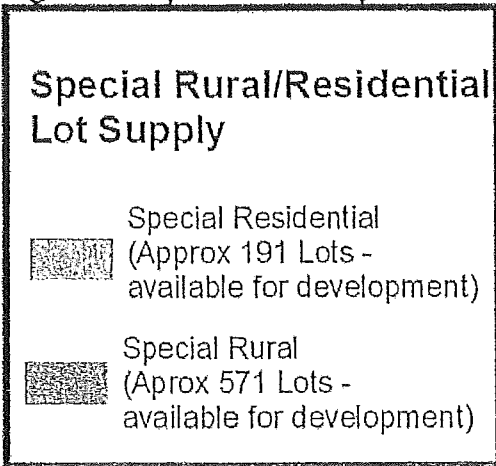 Special Rural/Residential
Lot Supply
Special Residential
(Approx 191 Lots -
available for development)
Special Rural
(Aprox 571 Lots -
available for development)